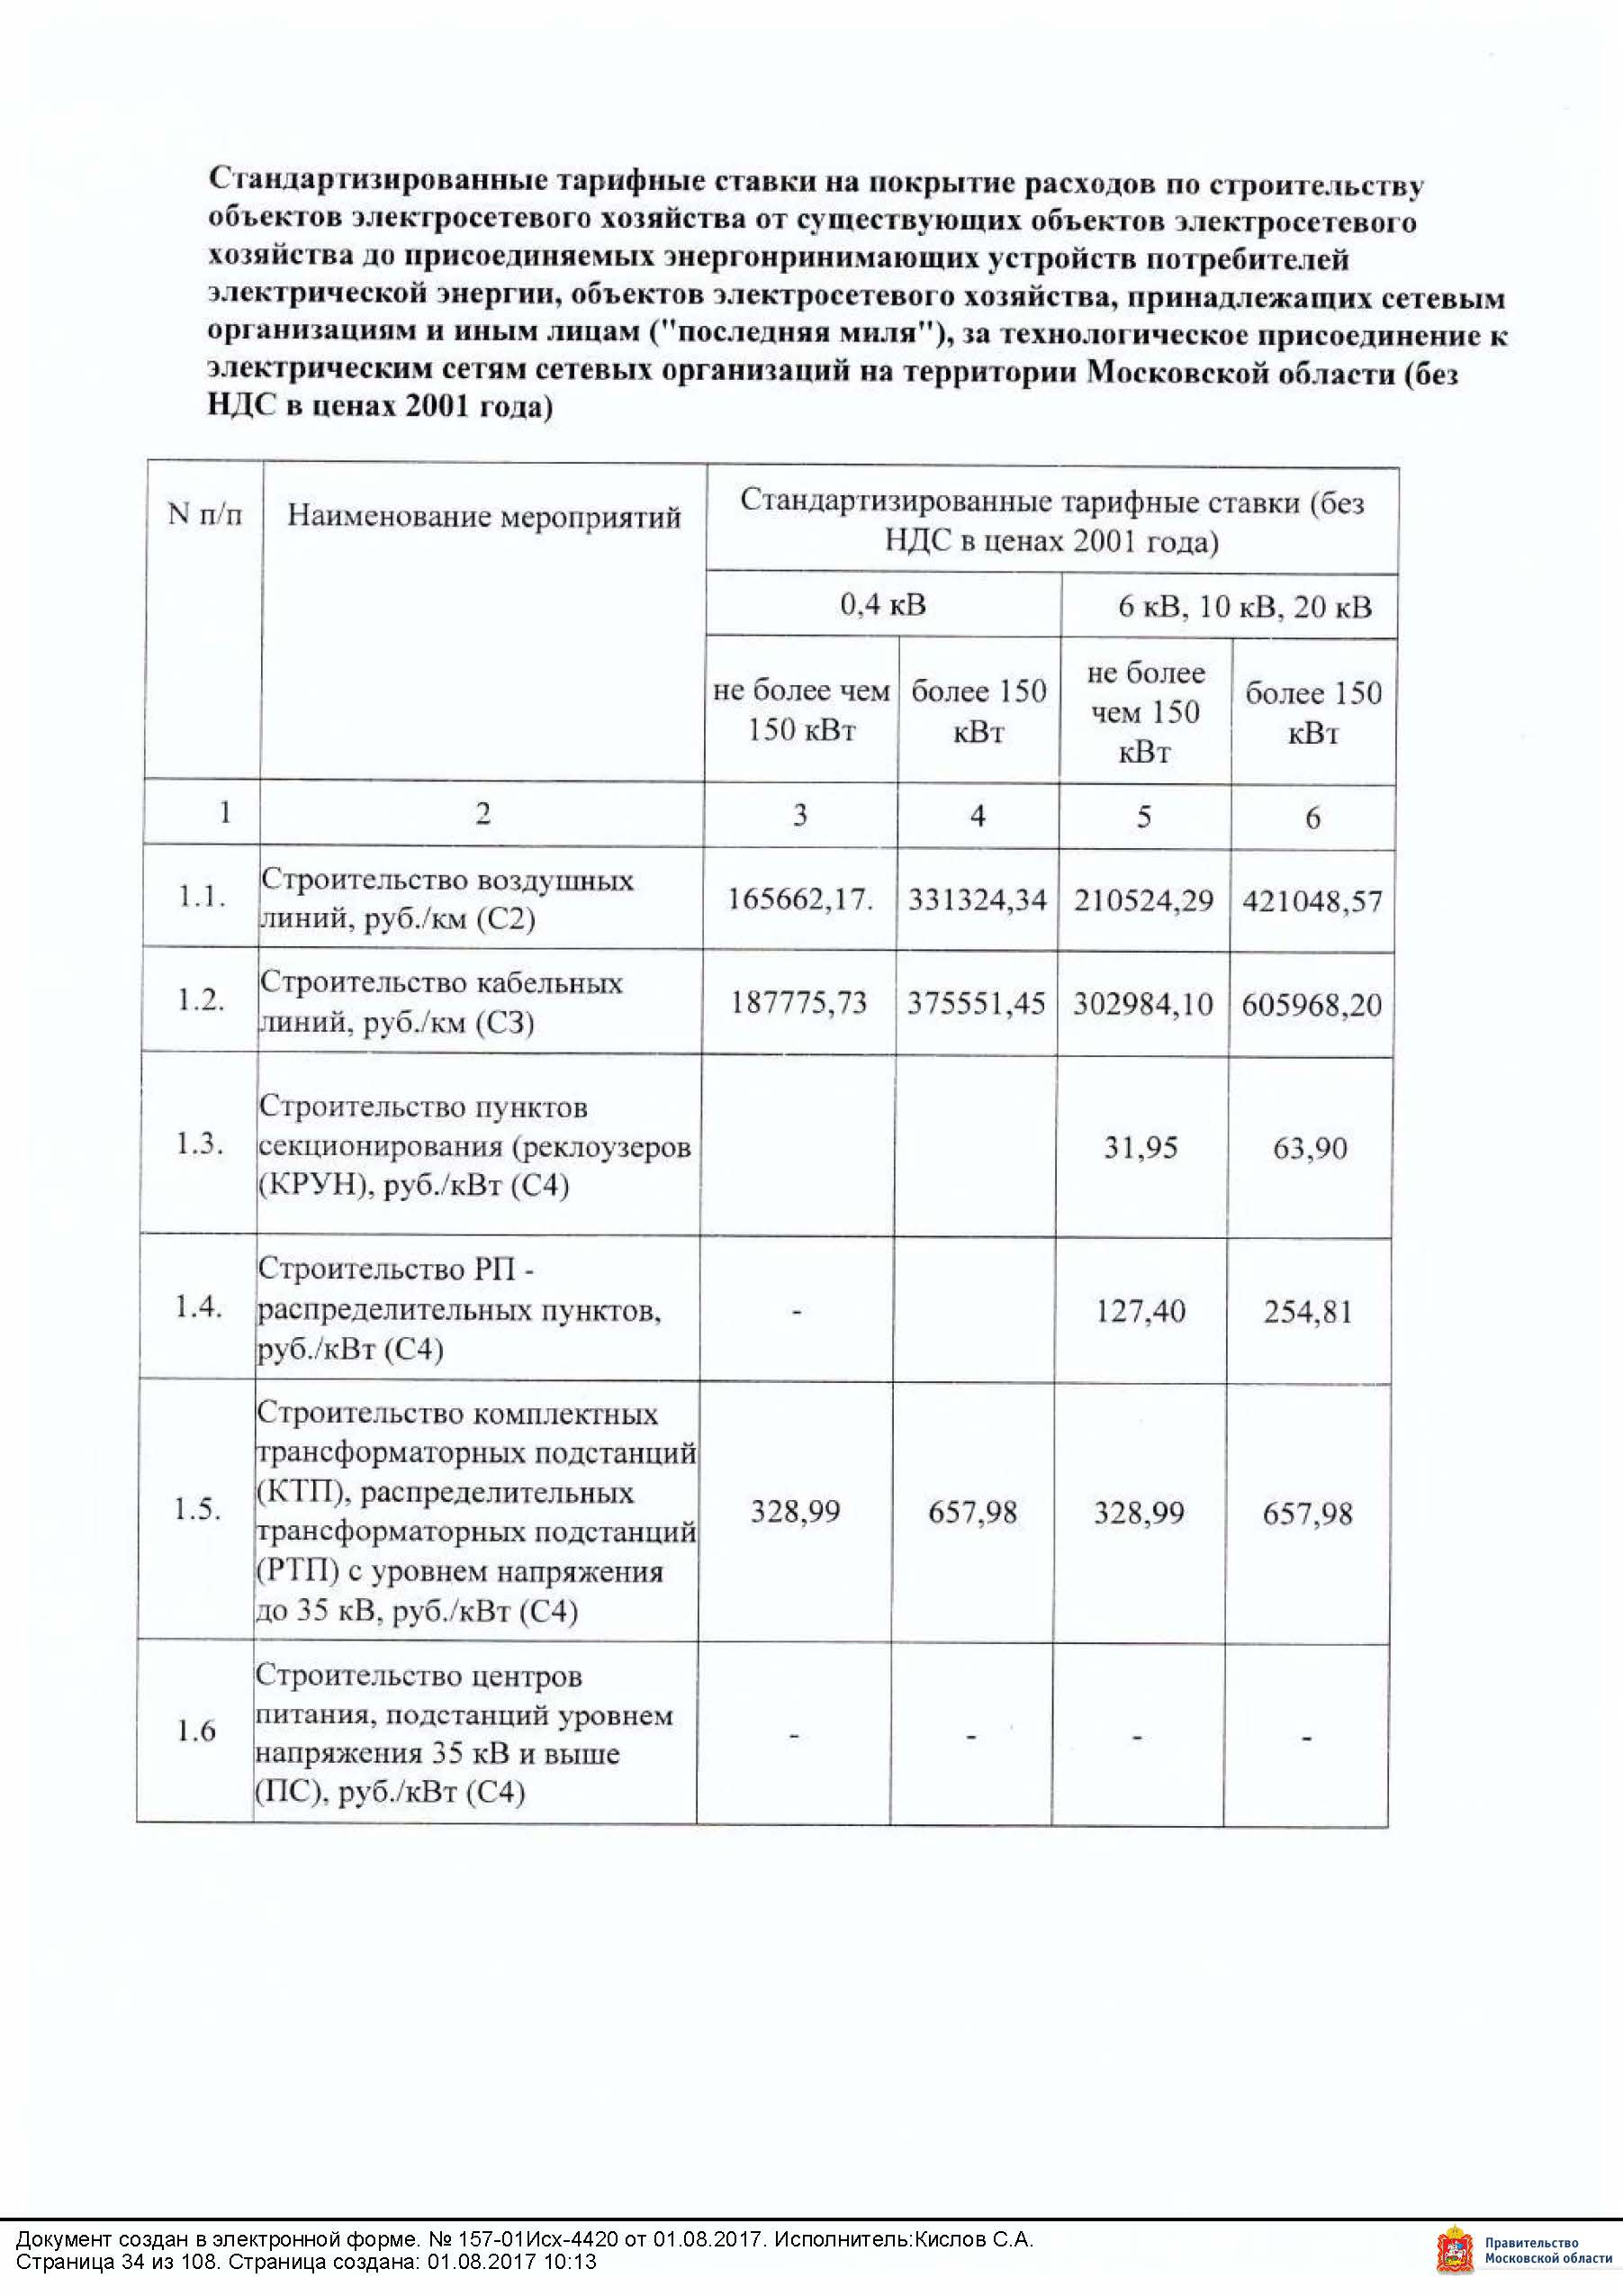 Стандартизированные тарифные ставки на покрытие расходов по строительству
объектов электросетевого хозяйства от существующих объектов электросетевого
хозяйства до присоединяемых энергопринимающих устройств потребителей
электрической энергии, объектов электросетевого хозяйства, принадлежащих сетевым
организациям и иным лицам ("последняя миля"), за технологическое присоединение к
электрическим сетям сетевых организаций на территории Московской области (без
НДС в ценах 2001 года)
N п/п
Наименование мероприятий
Стандартизированные тарифные ставки (без
НДС в ценах 2001 года)
0,4 кВ
6 кВ, 10 кВ, 20 кВ
не более чем
150 кВт
более 150
кВт
не более
чем 150
кВт
более 150
кВт
1 2 3 4 5 6
1.1.
Строительство воздушных
линий, руб./км (С2)
165662,17. 331324,34 210524,29 421048,57
1.2.
Строительство кабельных
линий, руб./км (С3)
187775,73 375551,45 302984,10 605968,20
1.3.
Строительство пунктов
секционирования (реклоузеров
(КРУН), руб./кВт (С4)
31,95 63,90
1.4.
Строительство РП -
распределительных пунктов,
руб./кВт (С4)
- 127,40 254,81
1.5.
Строительство комплектных
трансформаторных подстанций
(КТП), распределительных
трансформаторных подстанций
(РТП) с уровнем напряжения
до 35 кВ, руб./кВт (С4)
328,99 657,98 328,99 657,98
1.6
Строительство центров
питания, подстанций уровнем
напряжения 35 кВ и выше
(ПС), руб./кВт (С4)
- - - -
Документ создан в электронной форме. № 157-01Исх-4420 от 01.08.2017. Исполнитель:Кислов С.А.
Страница 34 из 108. Страница создана: 01.08.2017 10:13
Правительство
Московской области